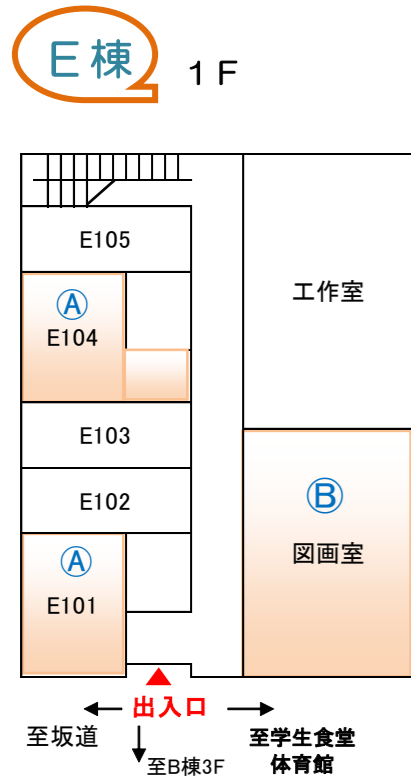 E棟
1F
E105
工作室
Ⓐ
E104
E103
Ⓑ
E102
図画室
Ⓐ
E101
出入口
至坂道
至学生食堂
体育館
至B棟3F